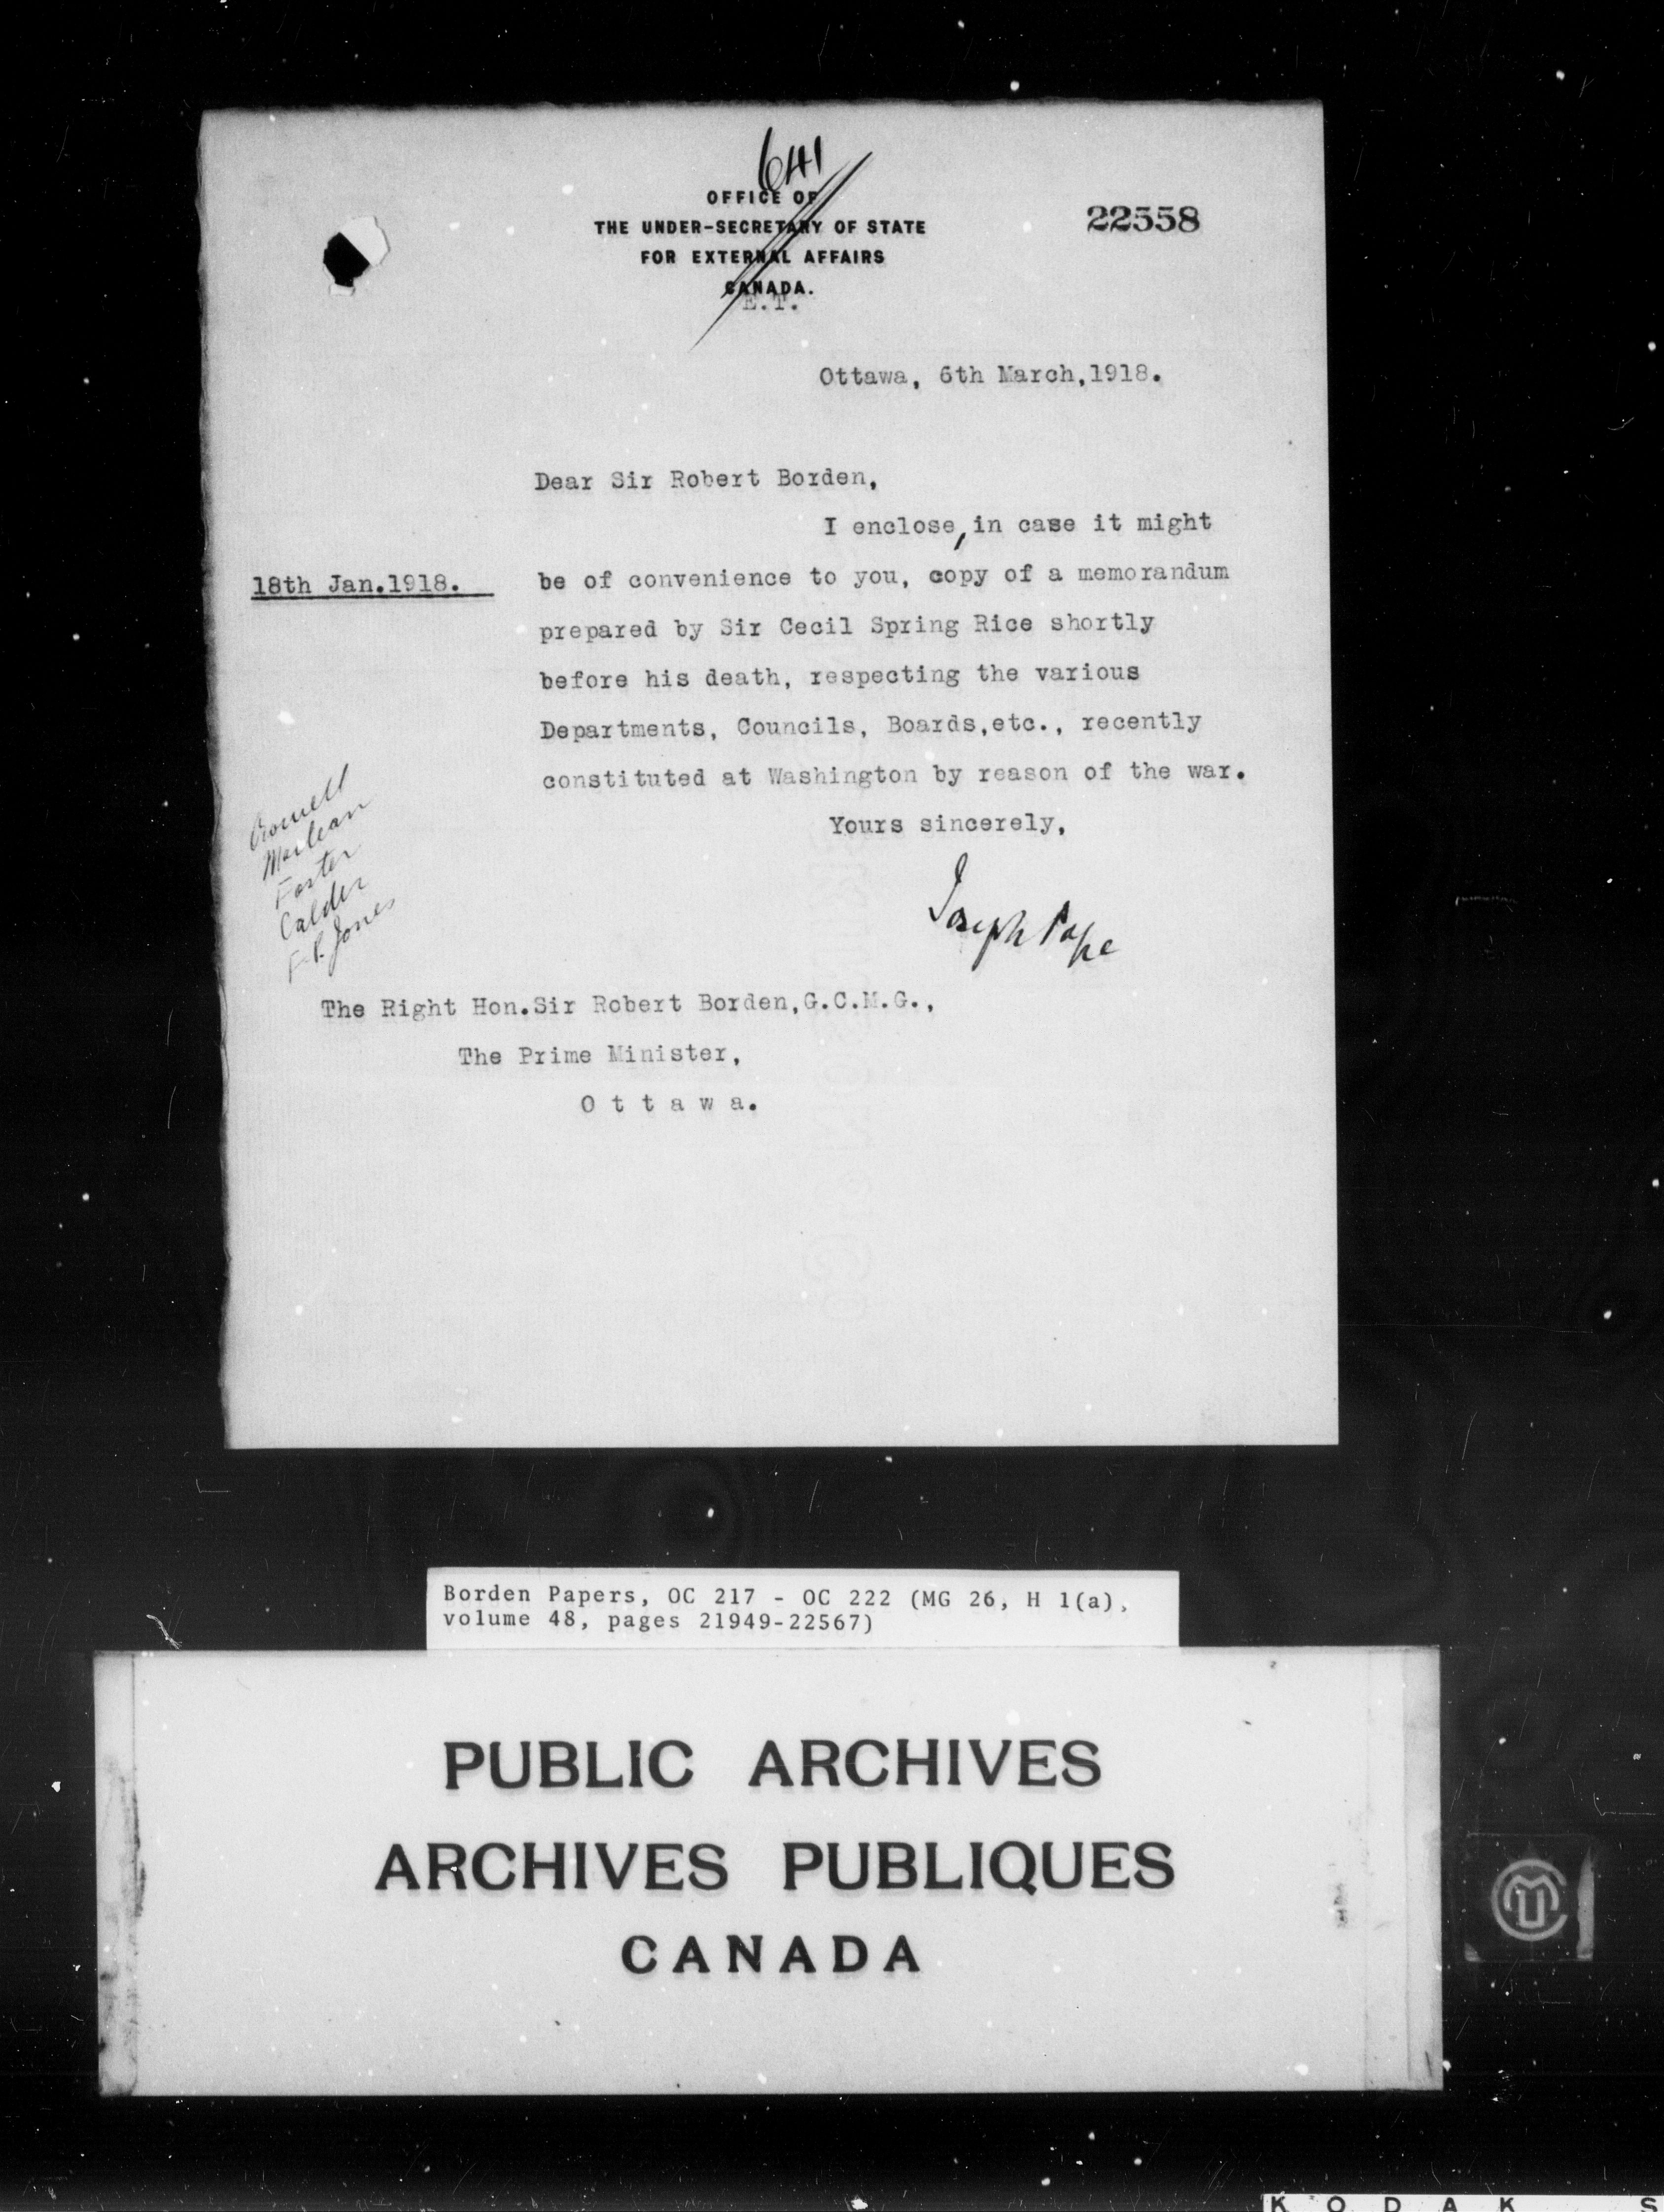 641
OFFICE OF
THE UNDER-SECRETARY OF STATE
FOR EXTERNAL AFFAIRS
CANADA.
E.T.
22558
Ottawa, 6th March,1918.
Dear Sir Robert Borden,
I enclose, in case it might
18th Jan.1918.
be of convenience to you, copy of a memorandum
prepared by Sir Cecil Spring Rice shortly
before his death, respecting the various
Departments, Councils, Boards,etc., recently
constituted at Washington by reason of the war.
Yours sincerely,
Joseph Pope
Maclean
Foster
Calder
F.P. Jones
The Right Hon.Sir Robert Borden,G.C.M.G.,
The Prime Minister,
O t t a w a.
Borden Papers, OC 217 - OC 222 (MG 26, H 1(a),
volume 48, pages 21949-22567)
PUBLIC ARCHIVES
ARCHIVES PUBLIQUES
CANADA
K O D A K S